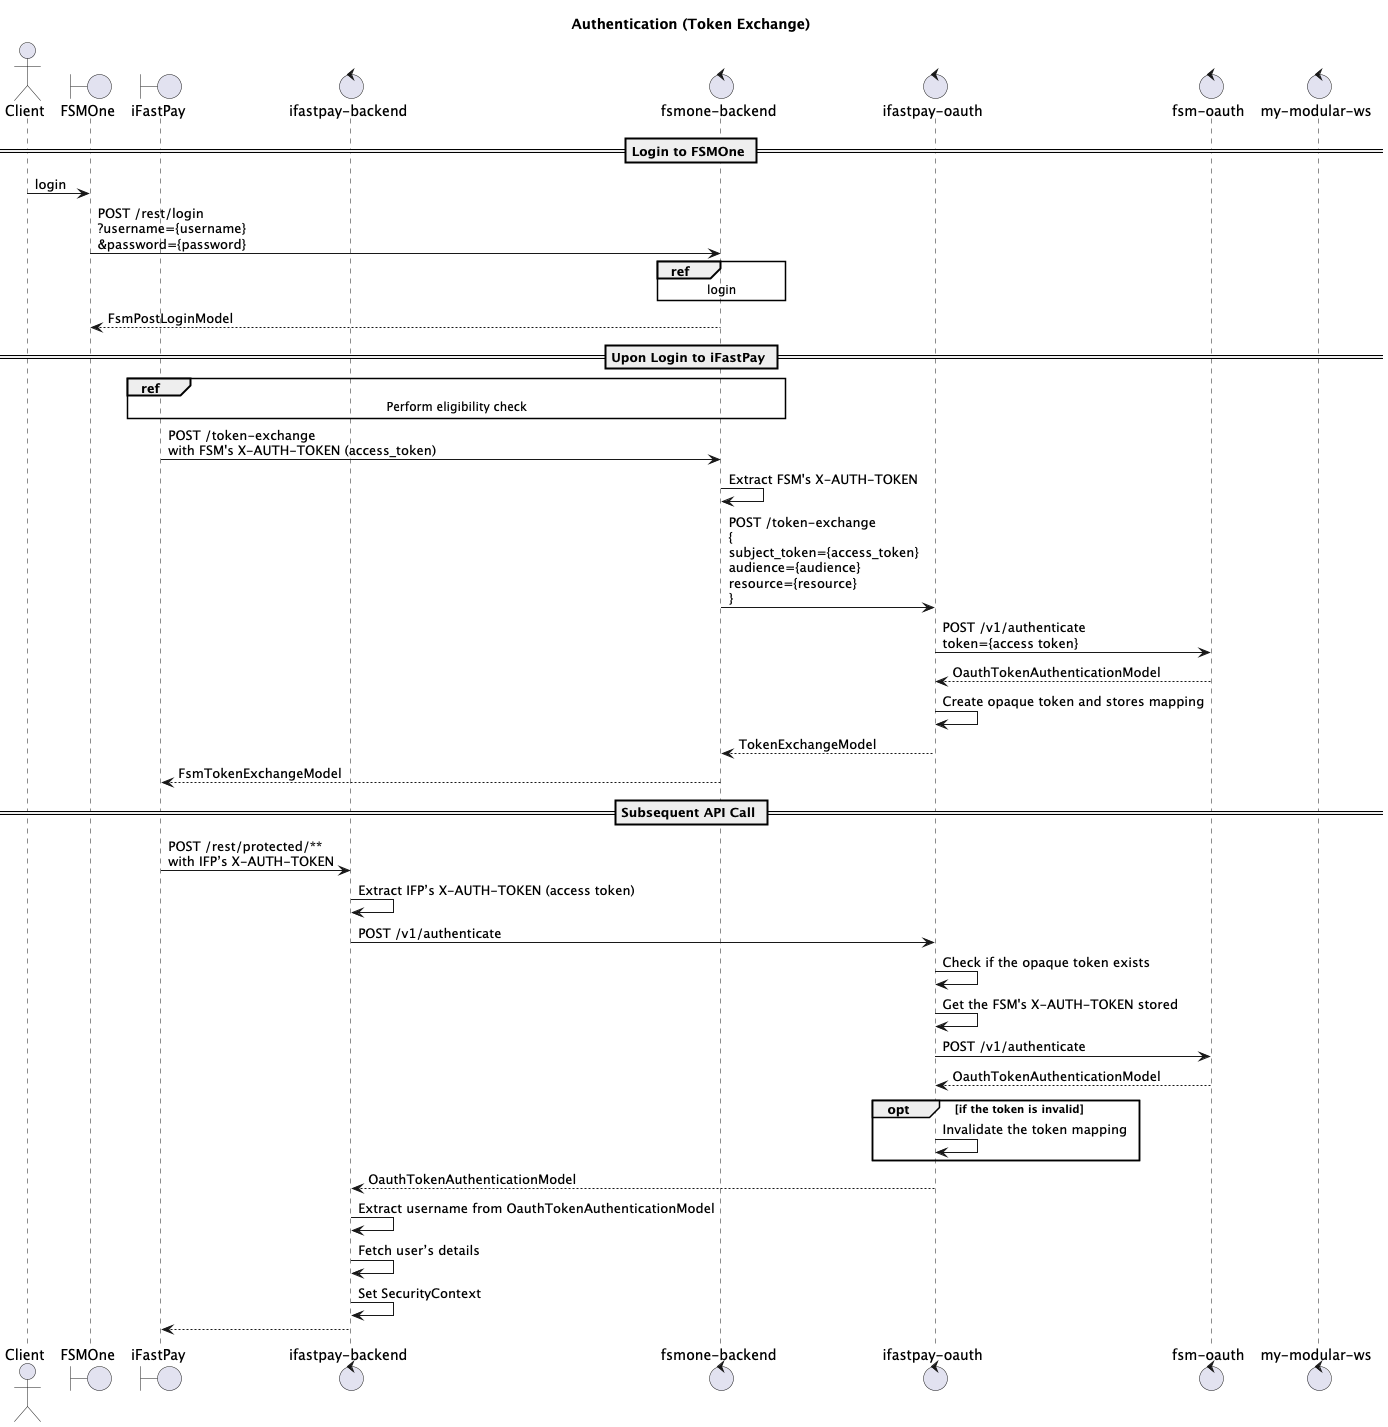 Authentication (Token Exchange)
Client
FSMOne
iFastPay
ifastpay-backend
fsmone-backend
ifastpay-oauth
fsm-oauth
my-modular-ws
Login to FSMOne
login
POST /rest/login
?username={username}
&password={password}
ref
login
FsmPostLoginModel
Upon Login to iFastPay
ref
Perform eligibility check
POST /token-exchange
with FSM's X-AUTH-TOKEN (access_token)
Extract FSM's X-AUTH-TOKEN
POST /token-exchange
{
subject_token={access_token}
audience={audience}
resource={resource}
}
POST /v1/authenticate
token={access token}
OauthTokenAuthenticationModel
Create opaque token and stores mapping
TokenExchangeModel
FsmTokenExchangeModel
Subsequent API Call
POST /rest/protected/**
with IFP's X-AUTH-TOKEN
Extract IFP's X-AUTH-TOKEN (access token)
POST /v1/authenticate
Check if the opaque token exists
Get the FSM's X-AUTH-TOKEN stored
POST /v1/authenticate
OauthTokenAuthenticationModel
opt
[if the token is invalid]
Invalidate the token mapping
OauthTokenAuthenticationModel
Extract username from OauthTokenAuthenticationModel
Fetch user's details
Set SecurityContext
Client
FSMOne
iFastPay
ifastpay-backend
fsmone-backend
ifastpay-oauth
fsm-oauth
my-modular-ws